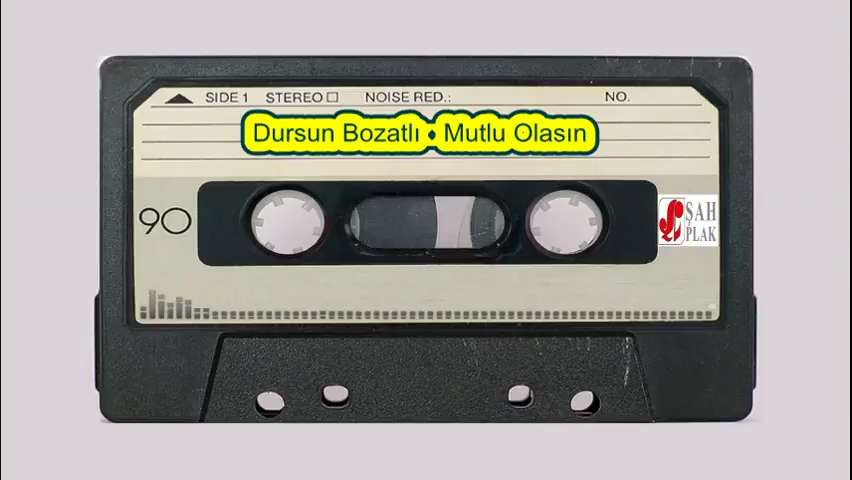 SIDE 1 STEREO NOISE RED.: NO.
Dursun Bozatlı • Mutlu Olasın
90
ŞAH
PLAK